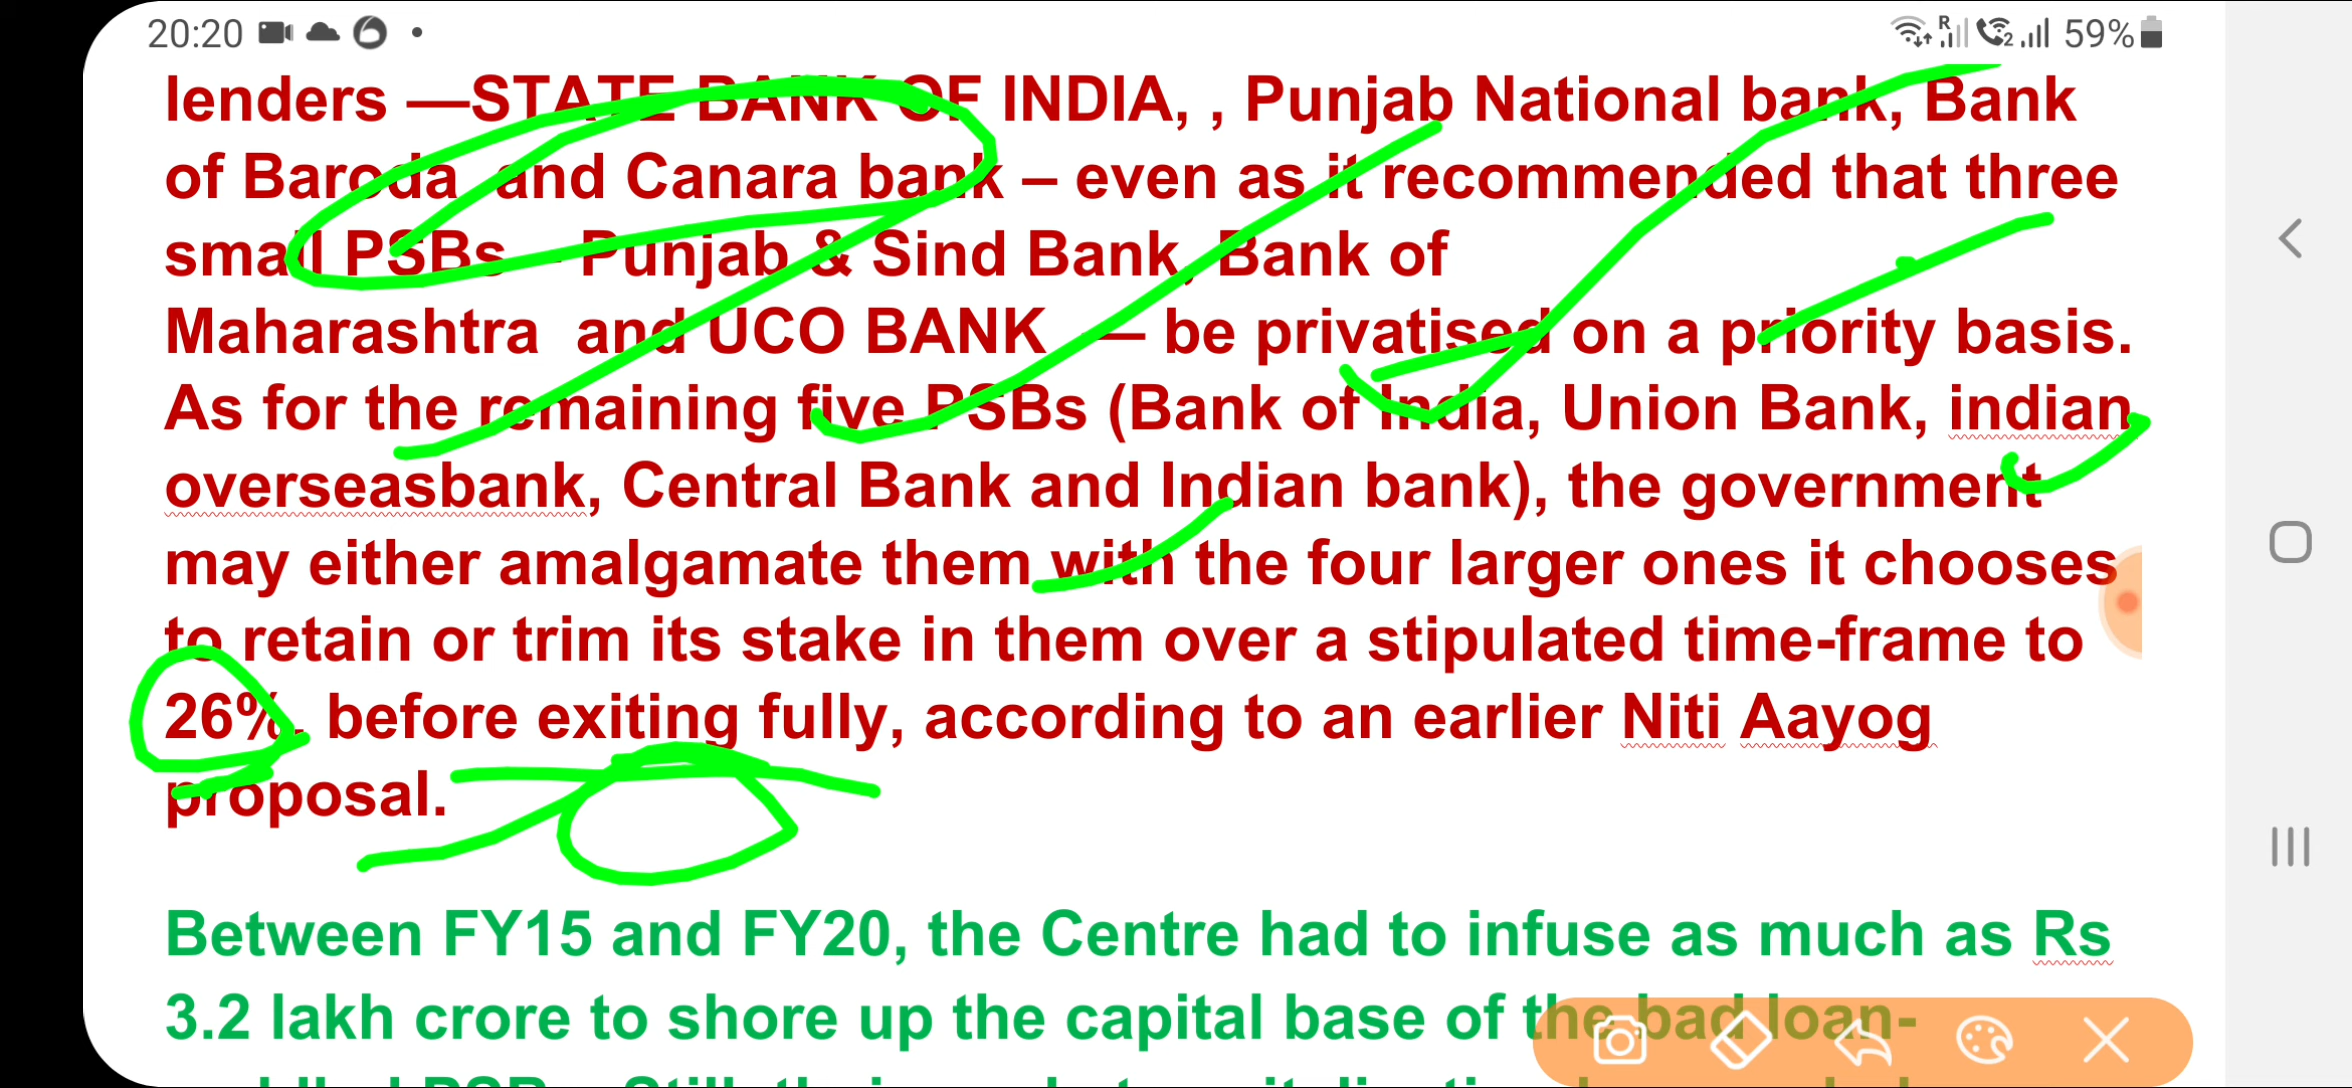 20:20
59%
lenders —STATE BANK OF INDIA, , Punjab National bank, Bank
of Baroda and Canara bank – even as it recommended that three
small PSBs – Punjab & Sind Bank, Bank of
Maharashtra and UCO BANK — be privatised on a priority basis.
As for the remaining five PSBs (Bank of India, Union Bank, indian
overseasbank, Central Bank and Indian bank), the government
may either amalgamate them with the four larger ones it chooses
to retain or trim its stake in them over a stipulated time-frame to
26%, before exiting fully, according to an earlier Niti Aayog
proposal.
Between FY15 and FY20, the Centre had to infuse as much as Rs
3.2 lakh crore to shore up the capital base of the bad loan-